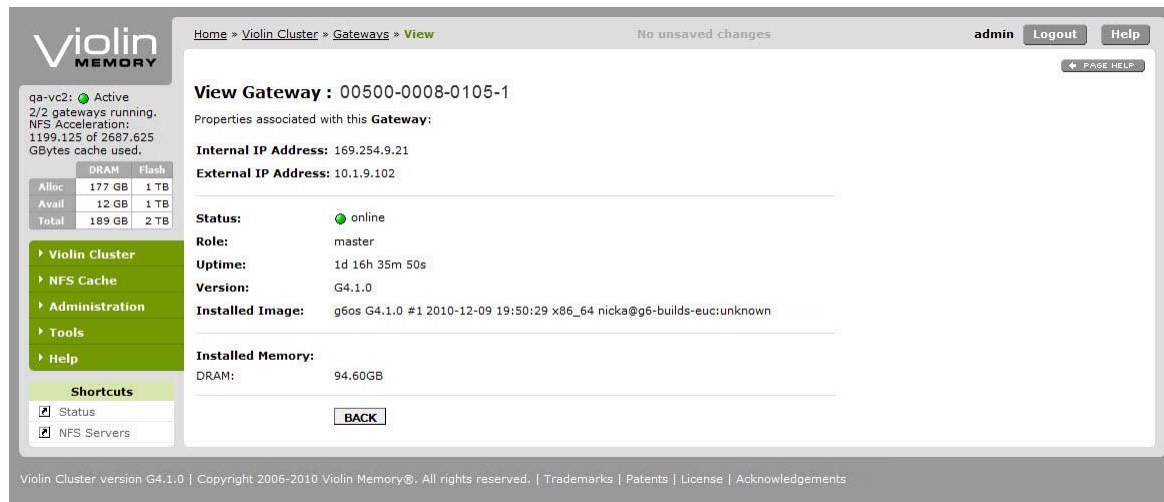 Violin
MEMORY
Home » Violin Cluster » Gateways » View
No unsaved changes
admin Logout Help
PAGE HELP
qa-vc2: Active
2/2 gateways running.
NFS Acceleration:
1199.125 of 2687.625
GBytes cache used.
DRAM Flash
Alloc 177 GB 1 TB
Avail 12 GB 1 TB
Total 189 GB 2 TB
Violin Cluster
NFS Cache
Administration
Tools
Help
Shortcuts
Status
NFS Servers
View Gateway : 00500-0008-0105-1
Properties associated with this Gateway:
Internal IP Address: 169.254.9.21
External IP Address: 10.1.9.102
Status: online
Role: master
Uptime: 1d 16h 35m 50s
Version: G4.1.0
Installed Image: g6os G4.1.0 #1 2010-12-09 19:50:29 x86_64 nicka@g6-builds-euc:unknown
Installed Memory:
DRAM: 94.60GB
BACK
Violin Cluster version G4.1.0 | Copyright 2006-2010 Violin Memory®. All rights reserved. | Trademarks | Patents | License | Acknowledgements